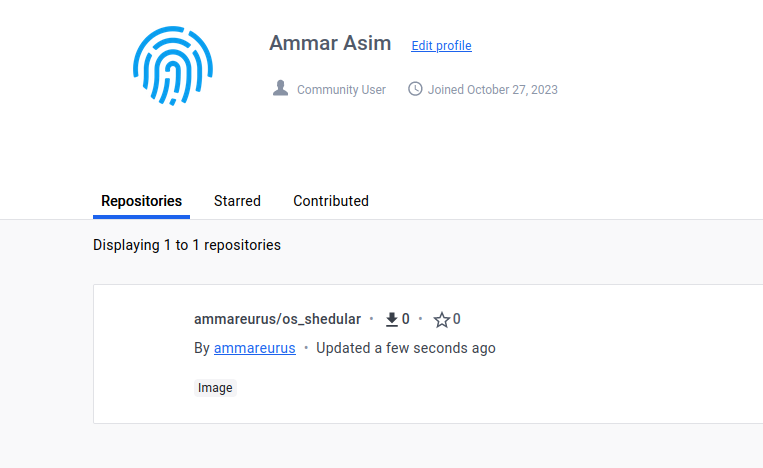 Ammar Asim Edit profile
Community User Joined October 27, 2023
Repositories Starred Contributed
Displaying 1 to 1 repositories
ammareurus/os_shedular • 0 • 0
By ammareurus • Updated a few seconds ago
Image